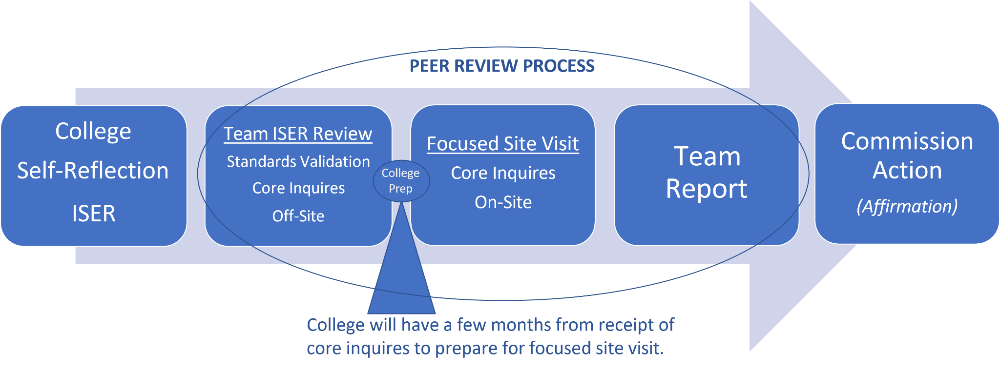 PEER REVIEW PROCESS
College
Self-Reflection
ISER
Team ISER Review
Standards Validation
Core Inquires
Off-Site
College
Prep
Focused Site Visit
Core Inquires
On-Site
Team
Report
Commission
Action
(Affirmation)
College will have a few months from receipt of
core inquires to prepare for focused site visit.